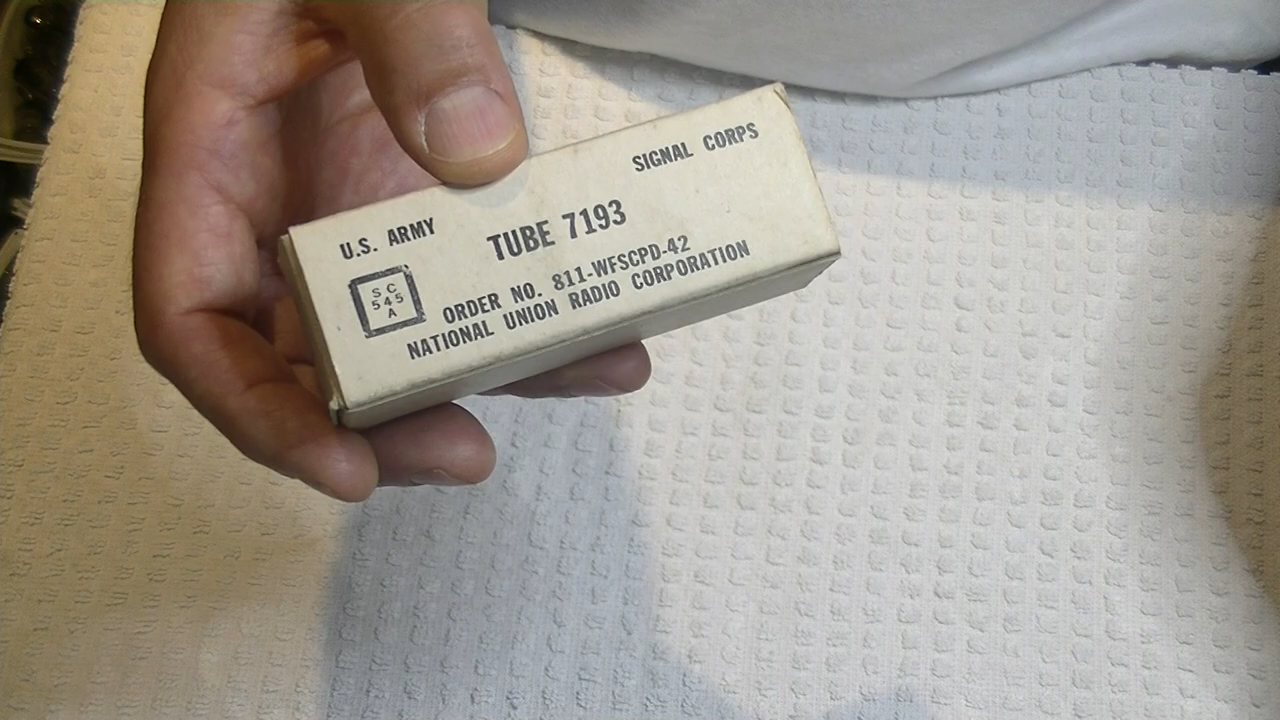 SIGNAL CORPS
U.S. ARMY
TUBE 7193
SC
545
A
ORDER NO. 811-WFSCPD-42
NATIONAL UNION RADIO CORPORATION